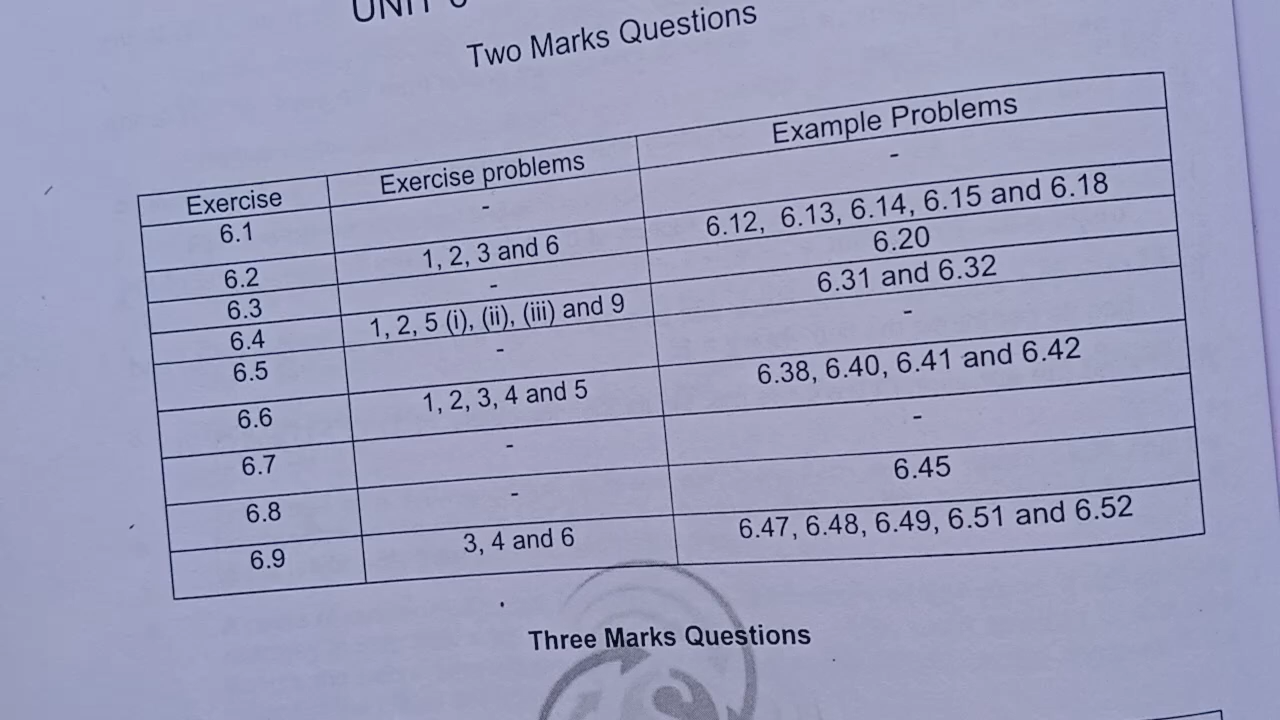 UNIT
Two Marks Questions
Exercise Exercise problems Example Problems
6.1 - -
6.2 1, 2, 3 and 6 6.12, 6.13, 6.14, 6.15 and 6.18
6.3 - 6.20
6.4 1, 2, 5 (i), (ii), (iii) and 9 6.31 and 6.32
6.5 - -
6.6 1, 2, 3, 4 and 5 6.38, 6.40, 6.41 and 6.42
6.7 - -
6.8 - 6.45
6.9 3, 4 and 6 6.47, 6.48, 6.49, 6.51 and 6.52
Three Marks Questions